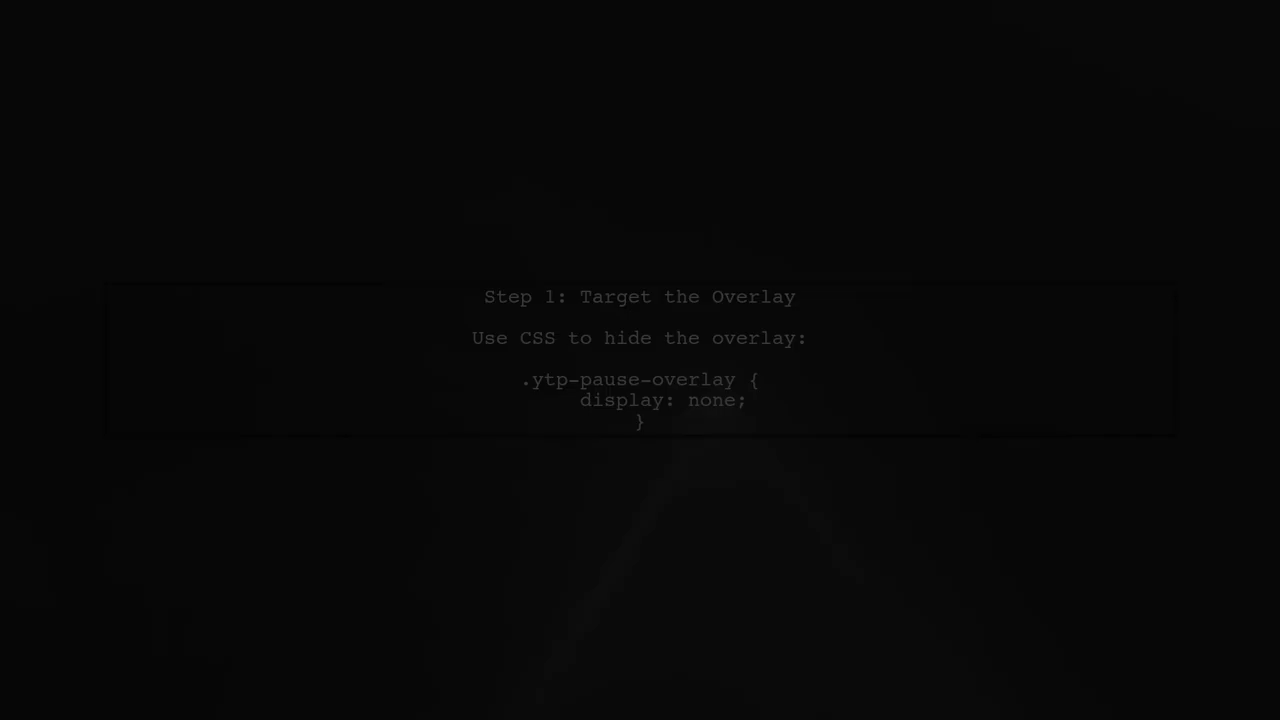 Step 1: Target the Overlay
Use CSS to hide the overlay:
.ytp-pause-overlay {
display: none;
}